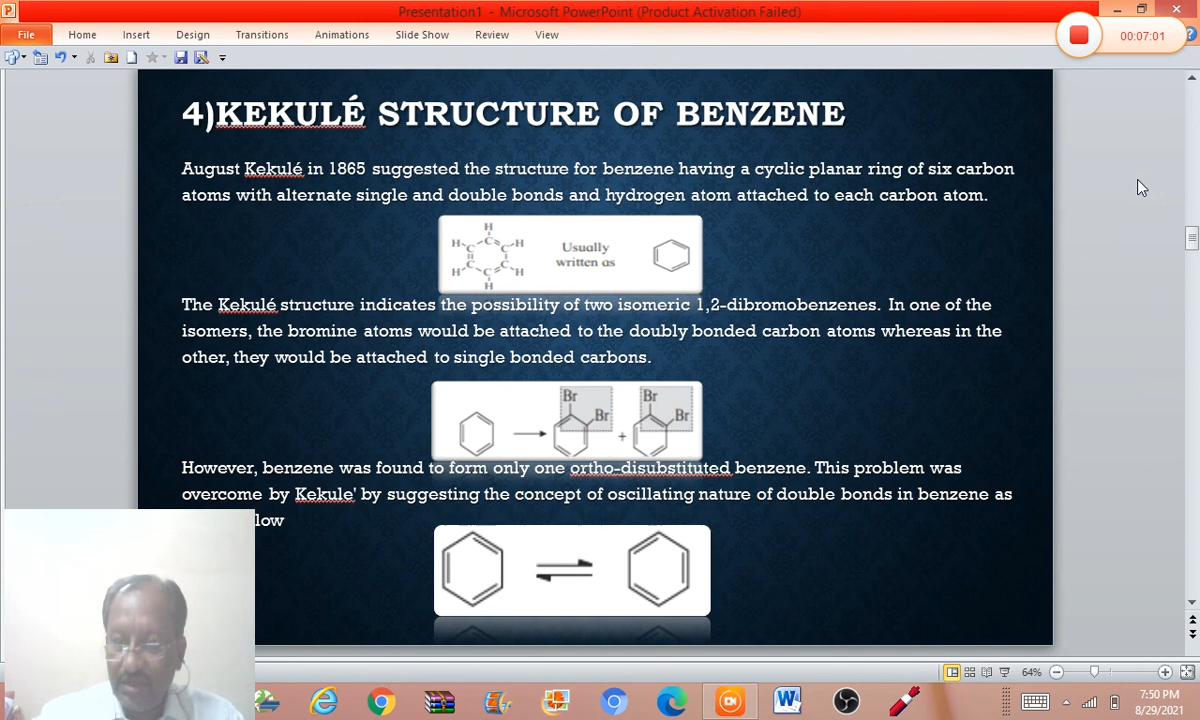 Presentation1 - Microsoft PowerPoint (Product Activation Failed)
File Home Insert Design Transitions Animations Slide Show Review View
00:07:01
4)KEKULÉ STRUCTURE OF BENZENE
August Kekulé in 1865 suggested the structure for benzene having a cyclic planar ring of six carbon
atoms with alternate single and double bonds and hydrogen atom attached to each carbon atom.
H
H C H
C C
C C
H C H
H
Usually
written as
The Kekulé structure indicates the possibility of two isomeric 1,2-dibromobenzenes. In one of the
isomers, the bromine atoms would be attached to the doubly bonded carbon atoms whereas in the
other, they would be attached to single bonded carbons.
Br Br
Br Br
+
However, benzene was found to form only one ortho-disubstituted benzene. This problem was
overcome by Kekule' by suggesting the concept of oscillating nature of double bonds in benzene as
low
64%
7:50 PM
8/29/2021